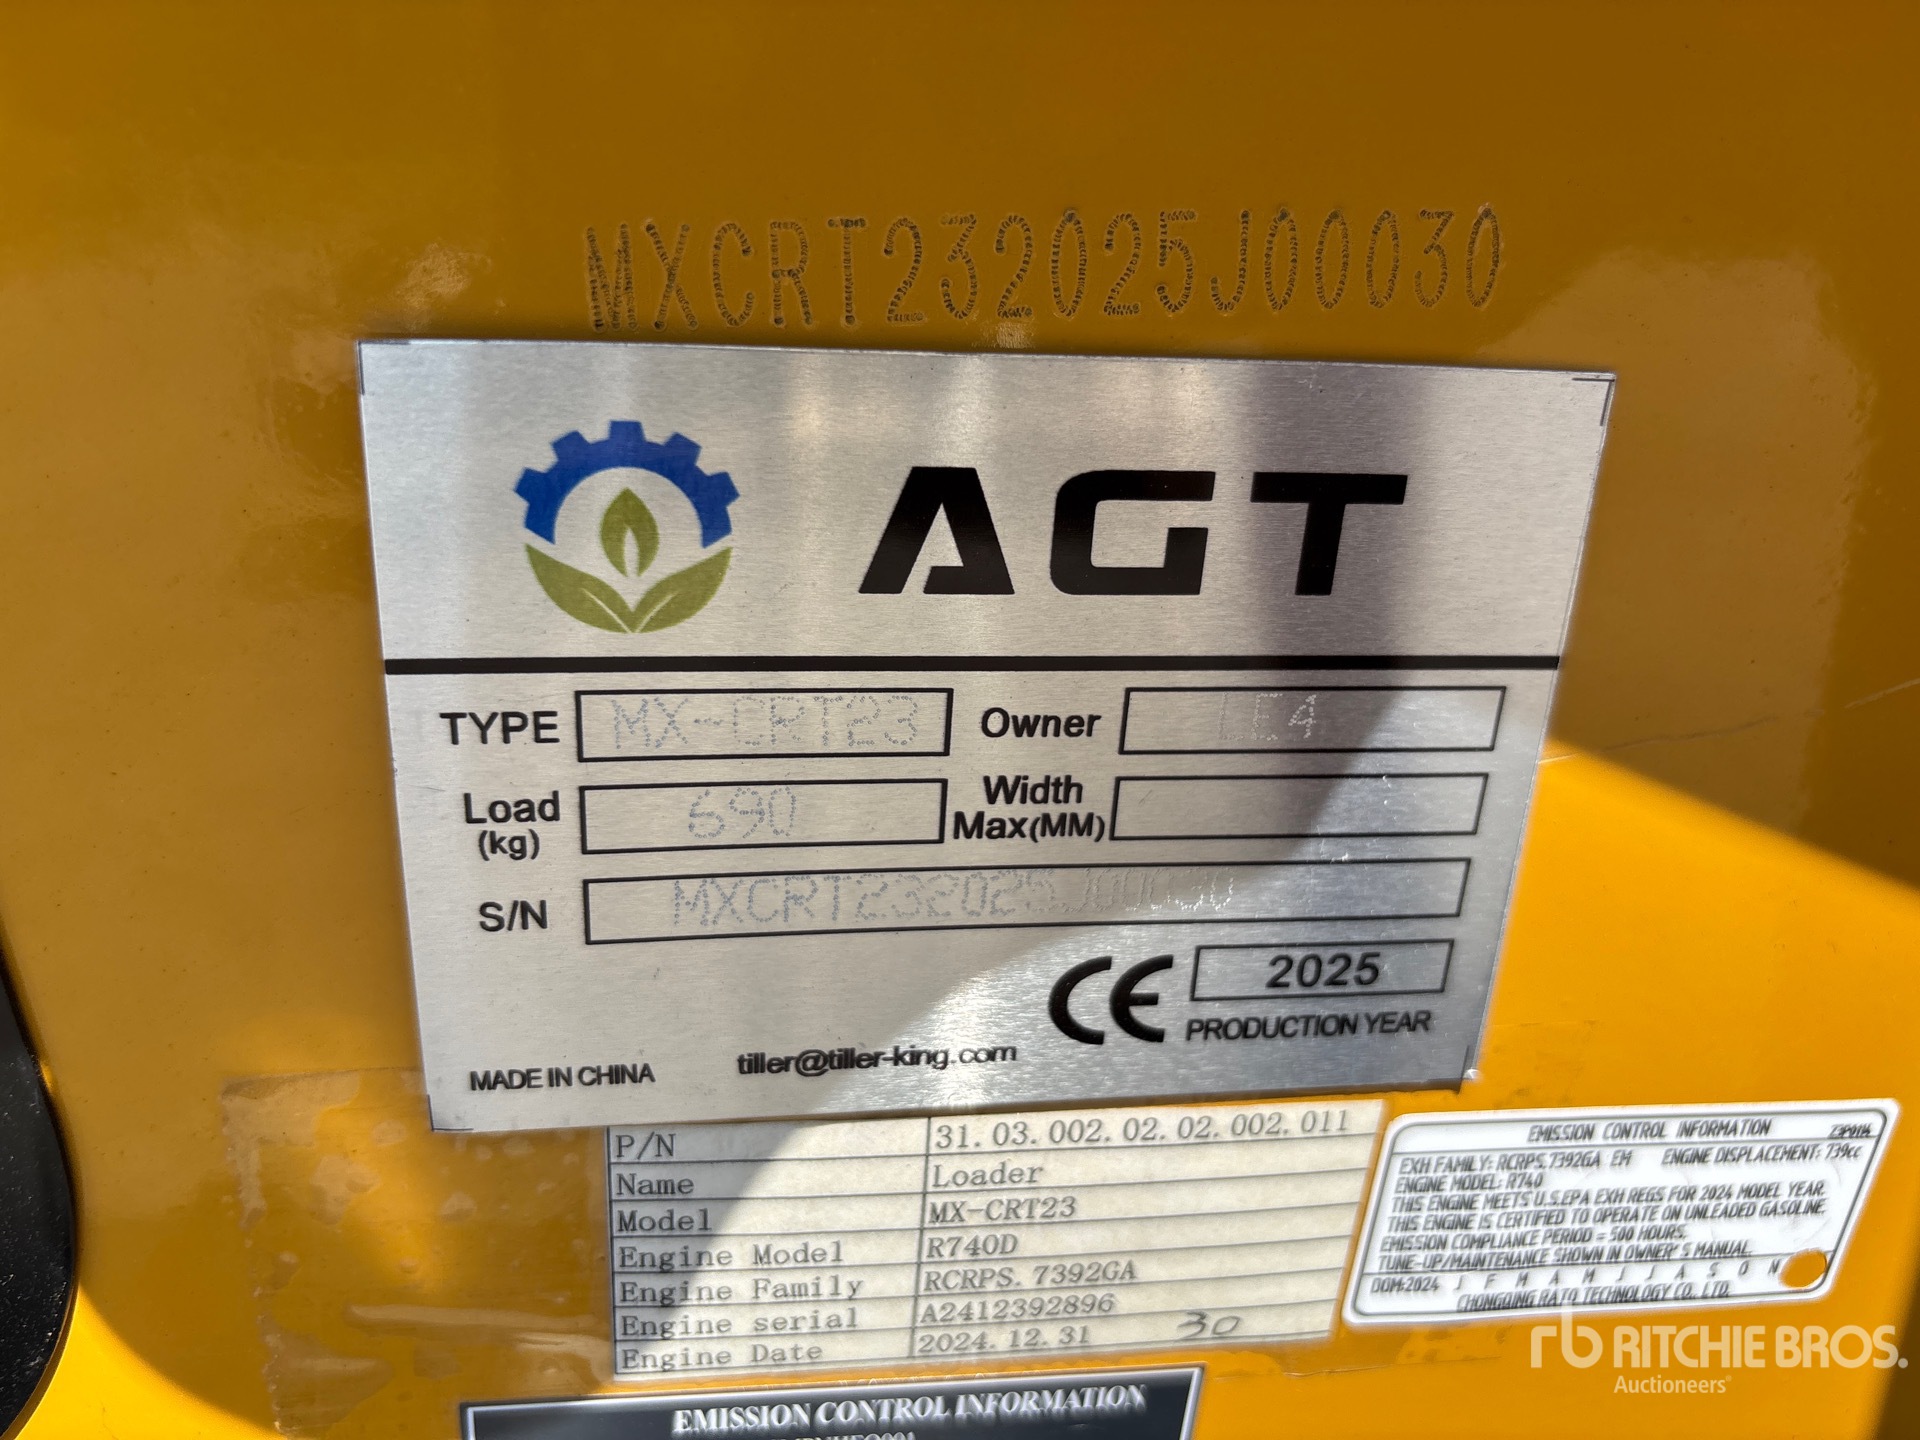 MXCRT232025J00030
AGT
TYPE MX-CRT23 Owner LE4
Load (kg) 690 Width Max(MM)
S/N MXCRT232025J00030
CE 2025
PRODUCTION YEAR
MADE IN CHINA tiller@tiller-king.com
P/N 31.03.002.02.02.002.011
Name Loader
Model MX-CRT23
Engine Model R740D
Engine Family RCRPS.7392GA
Engine serial A2412392896
Engine Date 2024.12.31 30
EMISSION CONTROL INFORMATION
EXH FAMILY: RCRPS.7392GA EM ENGINE DISPLACEMENT: 739cc
ENGINE MODEL: R740
THIS ENGINE MEETS U.S.EPA EXH REGS FOR 2024 MODEL YEAR.
THIS ENGINE IS CERTIFIED TO OPERATE ON UNLEADED GASOLINE.
EMISSION COMPLIANCE PERIOD = 500 HOURS.
TUNE-UP/MAINTENANCE SHOWN IN OWNER'S MANUAL.
DOM:2024 J F M A M J J A S O N
CHONGQING RATO TECHNOLOGY CO., LTD.
rb RITCHIE BROS.
Auctioneers
EMISSION CONTROL INFORMATION